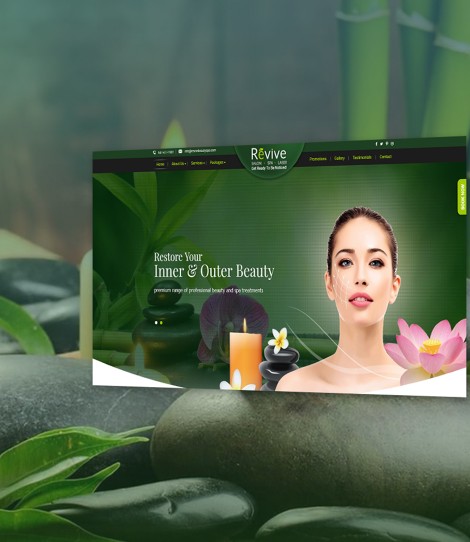 Revive
SALON | SPA | LASER
Get Ready To Be Noticed!
Home About Us Services Packages
Promotions Gallery Testimonials Contact
Restore Your
Inner & Outer Beauty
premium range of professional beauty and spa treatments